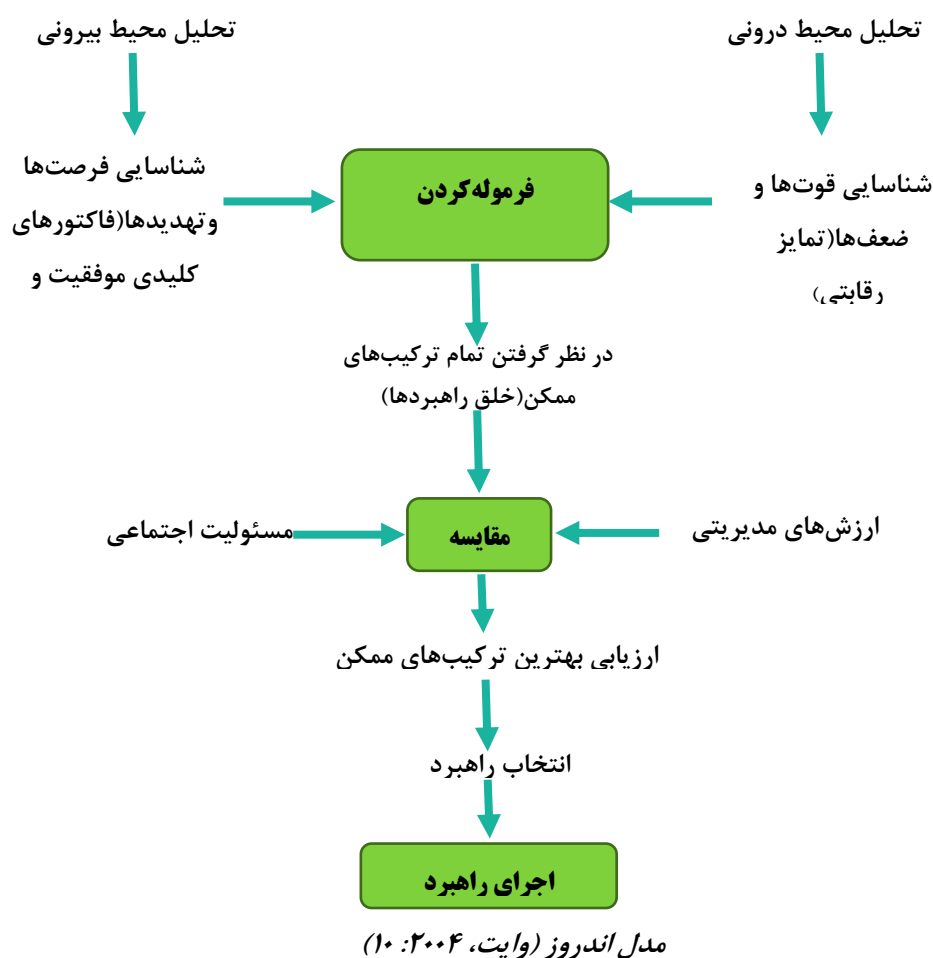 تحلیل محیط درونی
تحلیل محیط بیرونی
شناسایی قوت‌ها و
ضعف‌ها(تمایز
رقابتی)
فرموله‌کردن
شناسایی فرصت‌ها
وتهدیدها(فاکتورهای
کلیدی موفقیت و
در نظر گرفتن تمام ترکیب‌های
ممکن(خلق راهبردها)
ارزش‌های مدیریتی
مقایسه
مسئولیت اجتماعی
ارزیابی بهترین ترکیب‌های ممکن
انتخاب راهبرد
اجرای راهبرد
مدل اندروز (وایت، ۲۰۰۴: ۱۰)